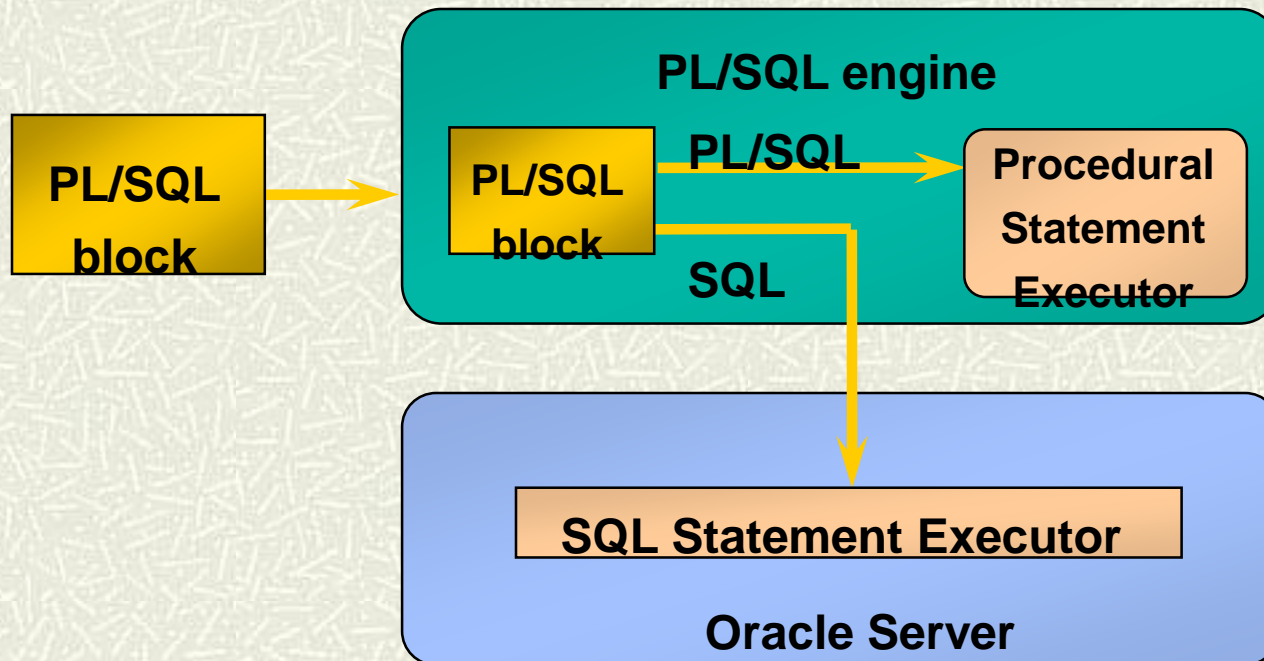 PL/SQL engine
PL/SQL
block
PL/SQL
block
PL/SQL
SQL
Procedural
Statement
Executor
SQL Statement Executor
Oracle Server